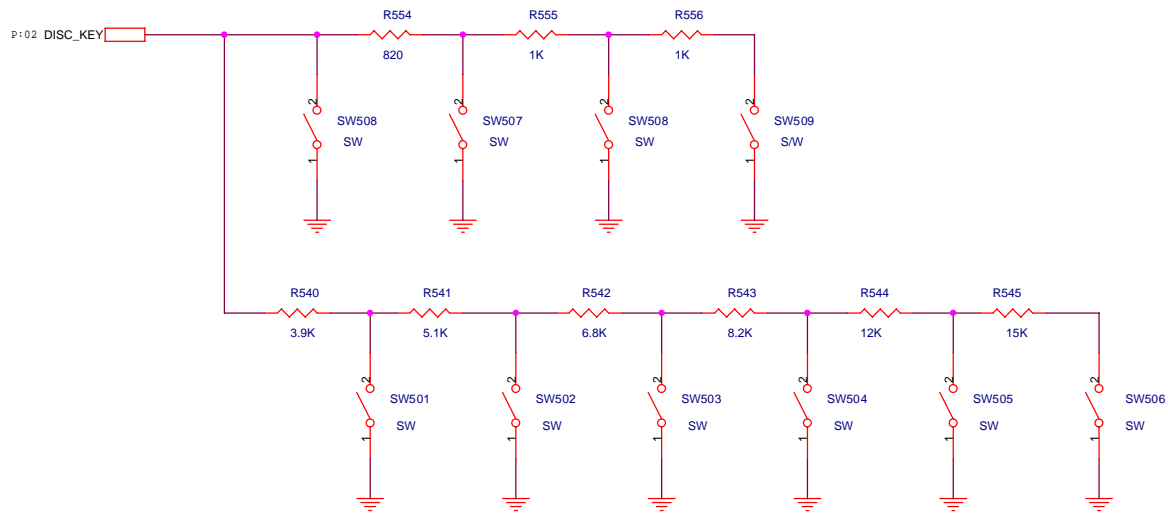 R554 R555 R556
P:02 DISC_KEY
820 1K 1K
2 2 2 2
SW508 SW507 SW508 SW509
SW SW SW S/W
1 1 1 1
R540 R541 R542 R543 R544 R545
3.9K 5.1K 6.8K 8.2K 12K 15K
2 2 2 2 2 2
SW501 SW502 SW503 SW504 SW505 SW506
SW SW SW SW SW SW
1 1 1 1 1 1